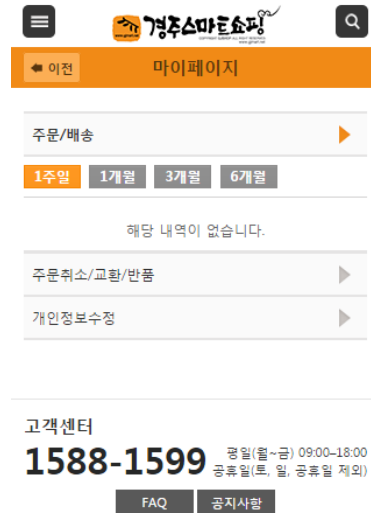 경주스마트쇼핑
이전
마이페이지
주문/배송
1주일 1개월 3개월 6개월
해당 내역이 없습니다.
주문취소/교환/반품
개인정보수정
고객센터
1588-1599 평일(월~금) 09:00–18:00
공휴일(토, 일, 공휴일 제외)
FAQ 공지사항